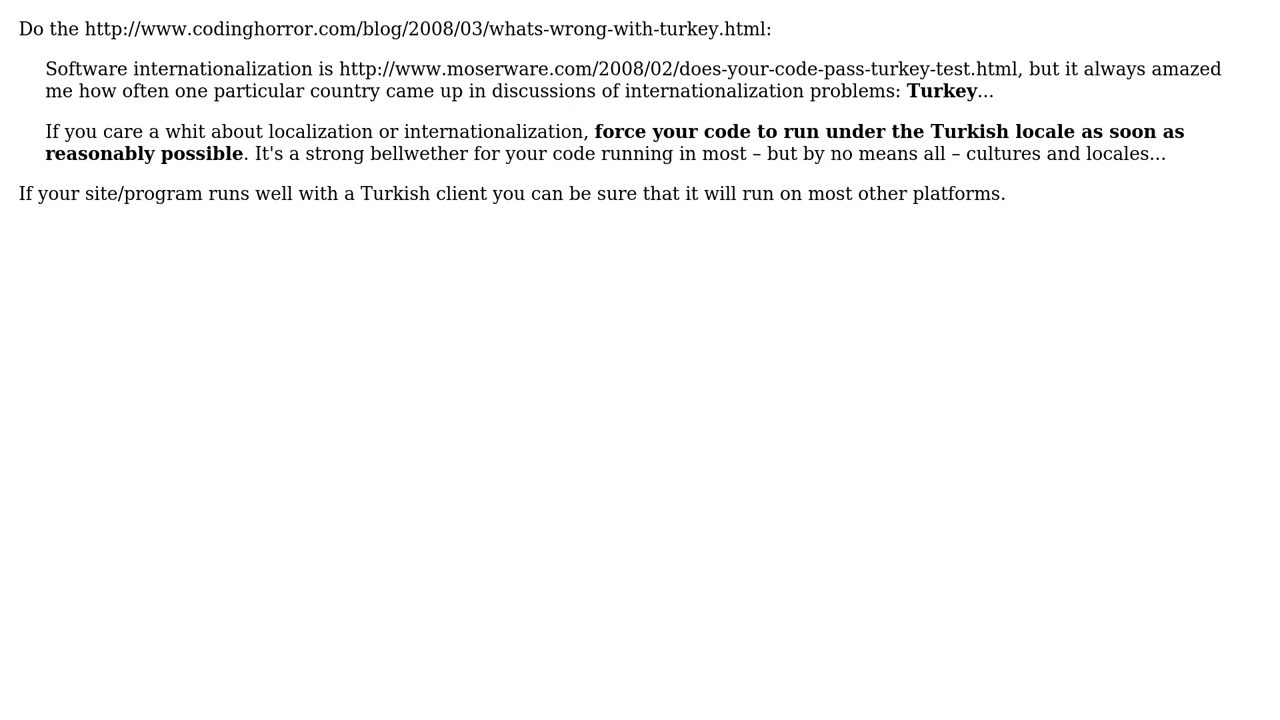 Do the http://www.codinghorror.com/blog/2008/03/whats-wrong-with-turkey.html:
Software internationalization is http://www.moserware.com/2008/02/does-your-code-pass-turkey-test.html, but it always amazed
me how often one particular country came up in discussions of internationalization problems: Turkey...
If you care a whit about localization or internationalization, force your code to run under the Turkish locale as soon as
reasonably possible. It's a strong bellwether for your code running in most – but by no means all – cultures and locales...
If your site/program runs well with a Turkish client you can be sure that it will run on most other platforms.